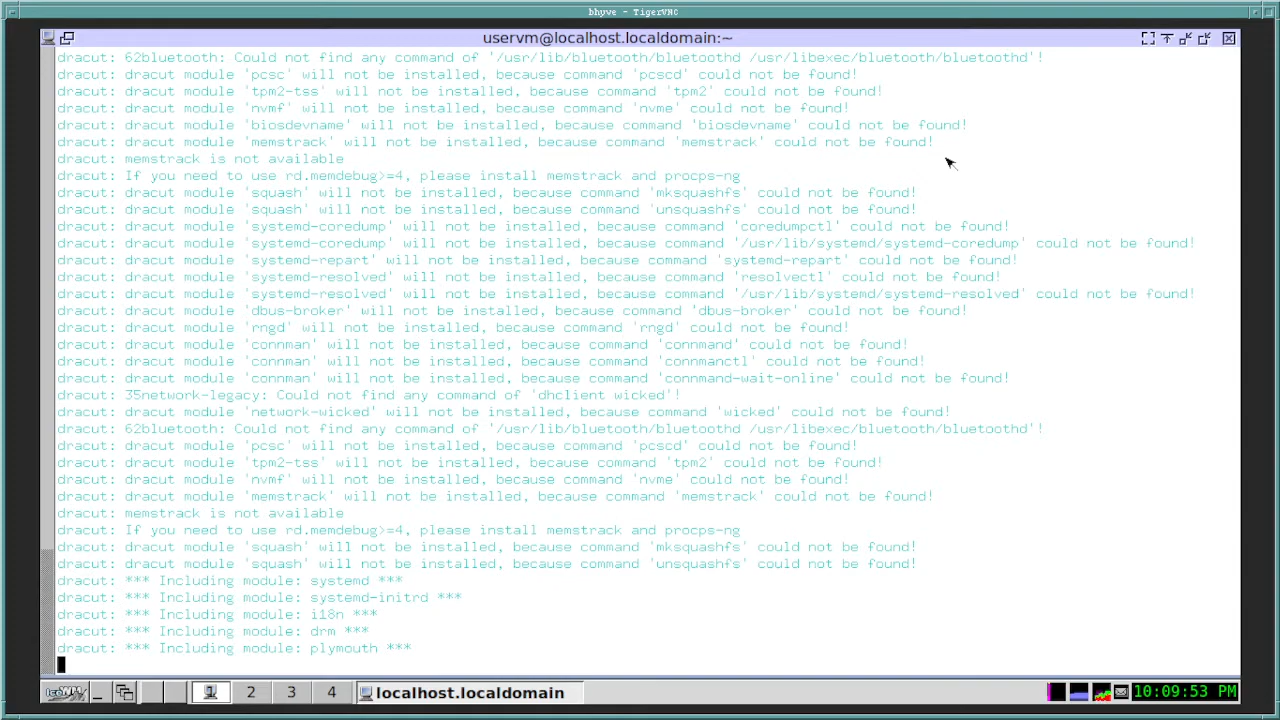 bhyve - TigerVNC
uservm@localhost.localdomain:~
dracut: 62bluetooth: Could not find any command of '/usr/lib/bluetooth/bluetoothd /usr/libexec/bluetooth/bluetoothd'!
dracut: dracut module 'pcsc' will not be installed, because command 'pcscd' could not be found!
dracut: dracut module 'tpm2-tss' will not be installed, because command 'tpm2' could not be found!
dracut: dracut module 'nvmf' will not be installed, because command 'nvme' could not be found!
dracut: dracut module 'biosdevname' will not be installed, because command 'biosdevname' could not be found!
dracut: dracut module 'memstrack' will not be installed, because command 'memstrack' could not be found!
dracut: memstrack is not available
dracut: If you need to use rd.memdebug>=4, please install memstrack and procps-ng
dracut: dracut module 'squash' will not be installed, because command 'mksquashfs' could not be found!
dracut: dracut module 'squash' will not be installed, because command 'unsquashfs' could not be found!
dracut: dracut module 'systemd-coredump' will not be installed, because command 'coredumpctl' could not be found!
dracut: dracut module 'systemd-coredump' will not be installed, because command '/usr/lib/systemd/systemd-coredump' could not be found!
dracut: dracut module 'systemd-repart' will not be installed, because command 'systemd-repart' could not be found!
dracut: dracut module 'systemd-resolved' will not be installed, because command 'resolvectl' could not be found!
dracut: dracut module 'systemd-resolved' will not be installed, because command '/usr/lib/systemd/systemd-resolved' could not be found!
dracut: dracut module 'dbus-broker' will not be installed, because command 'dbus-broker' could not be found!
dracut: dracut module 'rngd' will not be installed, because command 'rngd' could not be found!
dracut: dracut module 'connman' will not be installed, because command 'connmand' could not be found!
dracut: dracut module 'connman' will not be installed, because command 'connmanctl' could not be found!
dracut: dracut module 'connman' will not be installed, because command 'connmand-wait-online' could not be found!
dracut: 35network-legacy: Could not find any command of 'dhclient wicked'!
dracut: dracut module 'network-wicked' will not be installed, because command 'wicked' could not be found!
dracut: 62bluetooth: Could not find any command of '/usr/lib/bluetooth/bluetoothd /usr/libexec/bluetooth/bluetoothd'!
dracut: dracut module 'pcsc' will not be installed, because command 'pcscd' could not be found!
dracut: dracut module 'tpm2-tss' will not be installed, because command 'tpm2' could not be found!
dracut: dracut module 'nvmf' will not be installed, because command 'nvme' could not be found!
dracut: dracut module 'memstrack' will not be installed, because command 'memstrack' could not be found!
dracut: memstrack is not available
dracut: If you need to use rd.memdebug>=4, please install memstrack and procps-ng
dracut: dracut module 'squash' will not be installed, because command 'mksquashfs' could not be found!
dracut: dracut module 'squash' will not be installed, because command 'unsquashfs' could not be found!
dracut: *** Including module: systemd ***
dracut: *** Including module: systemd-initrd ***
dracut: *** Including module: i18n ***
dracut: *** Including module: drm ***
dracut: *** Including module: plymouth ***
IceWM 1 2 3 4 localhost.localdomain 10:09:53 PM